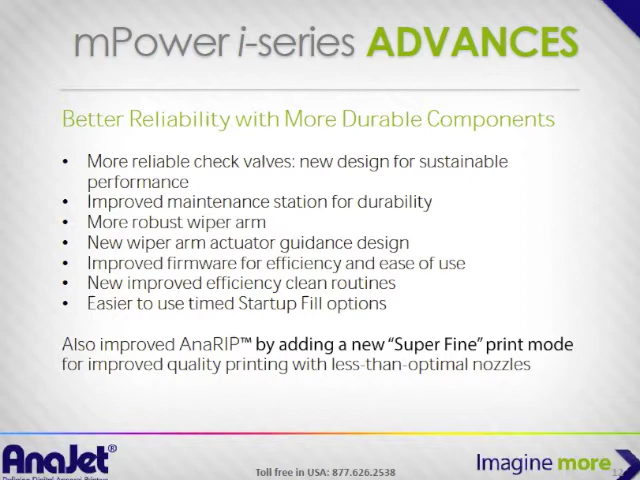 mPower i-series ADVANCES
Better Reliability with More Durable Components
• More reliable check valves: new design for sustainable
performance
• Improved maintenance station for durability
• More robust wiper arm
• New wiper arm actuator guidance design
• Improved firmware for efficiency and ease of use
• New improved efficiency clean routines
• Easier to use timed Startup Fill options
Also improved AnaRIP™ by adding a new “Super Fine” print mode
for improved quality printing with less-than-optimal nozzles
AnaJet®
Toll free in USA: 877.626.2538
Imagine more